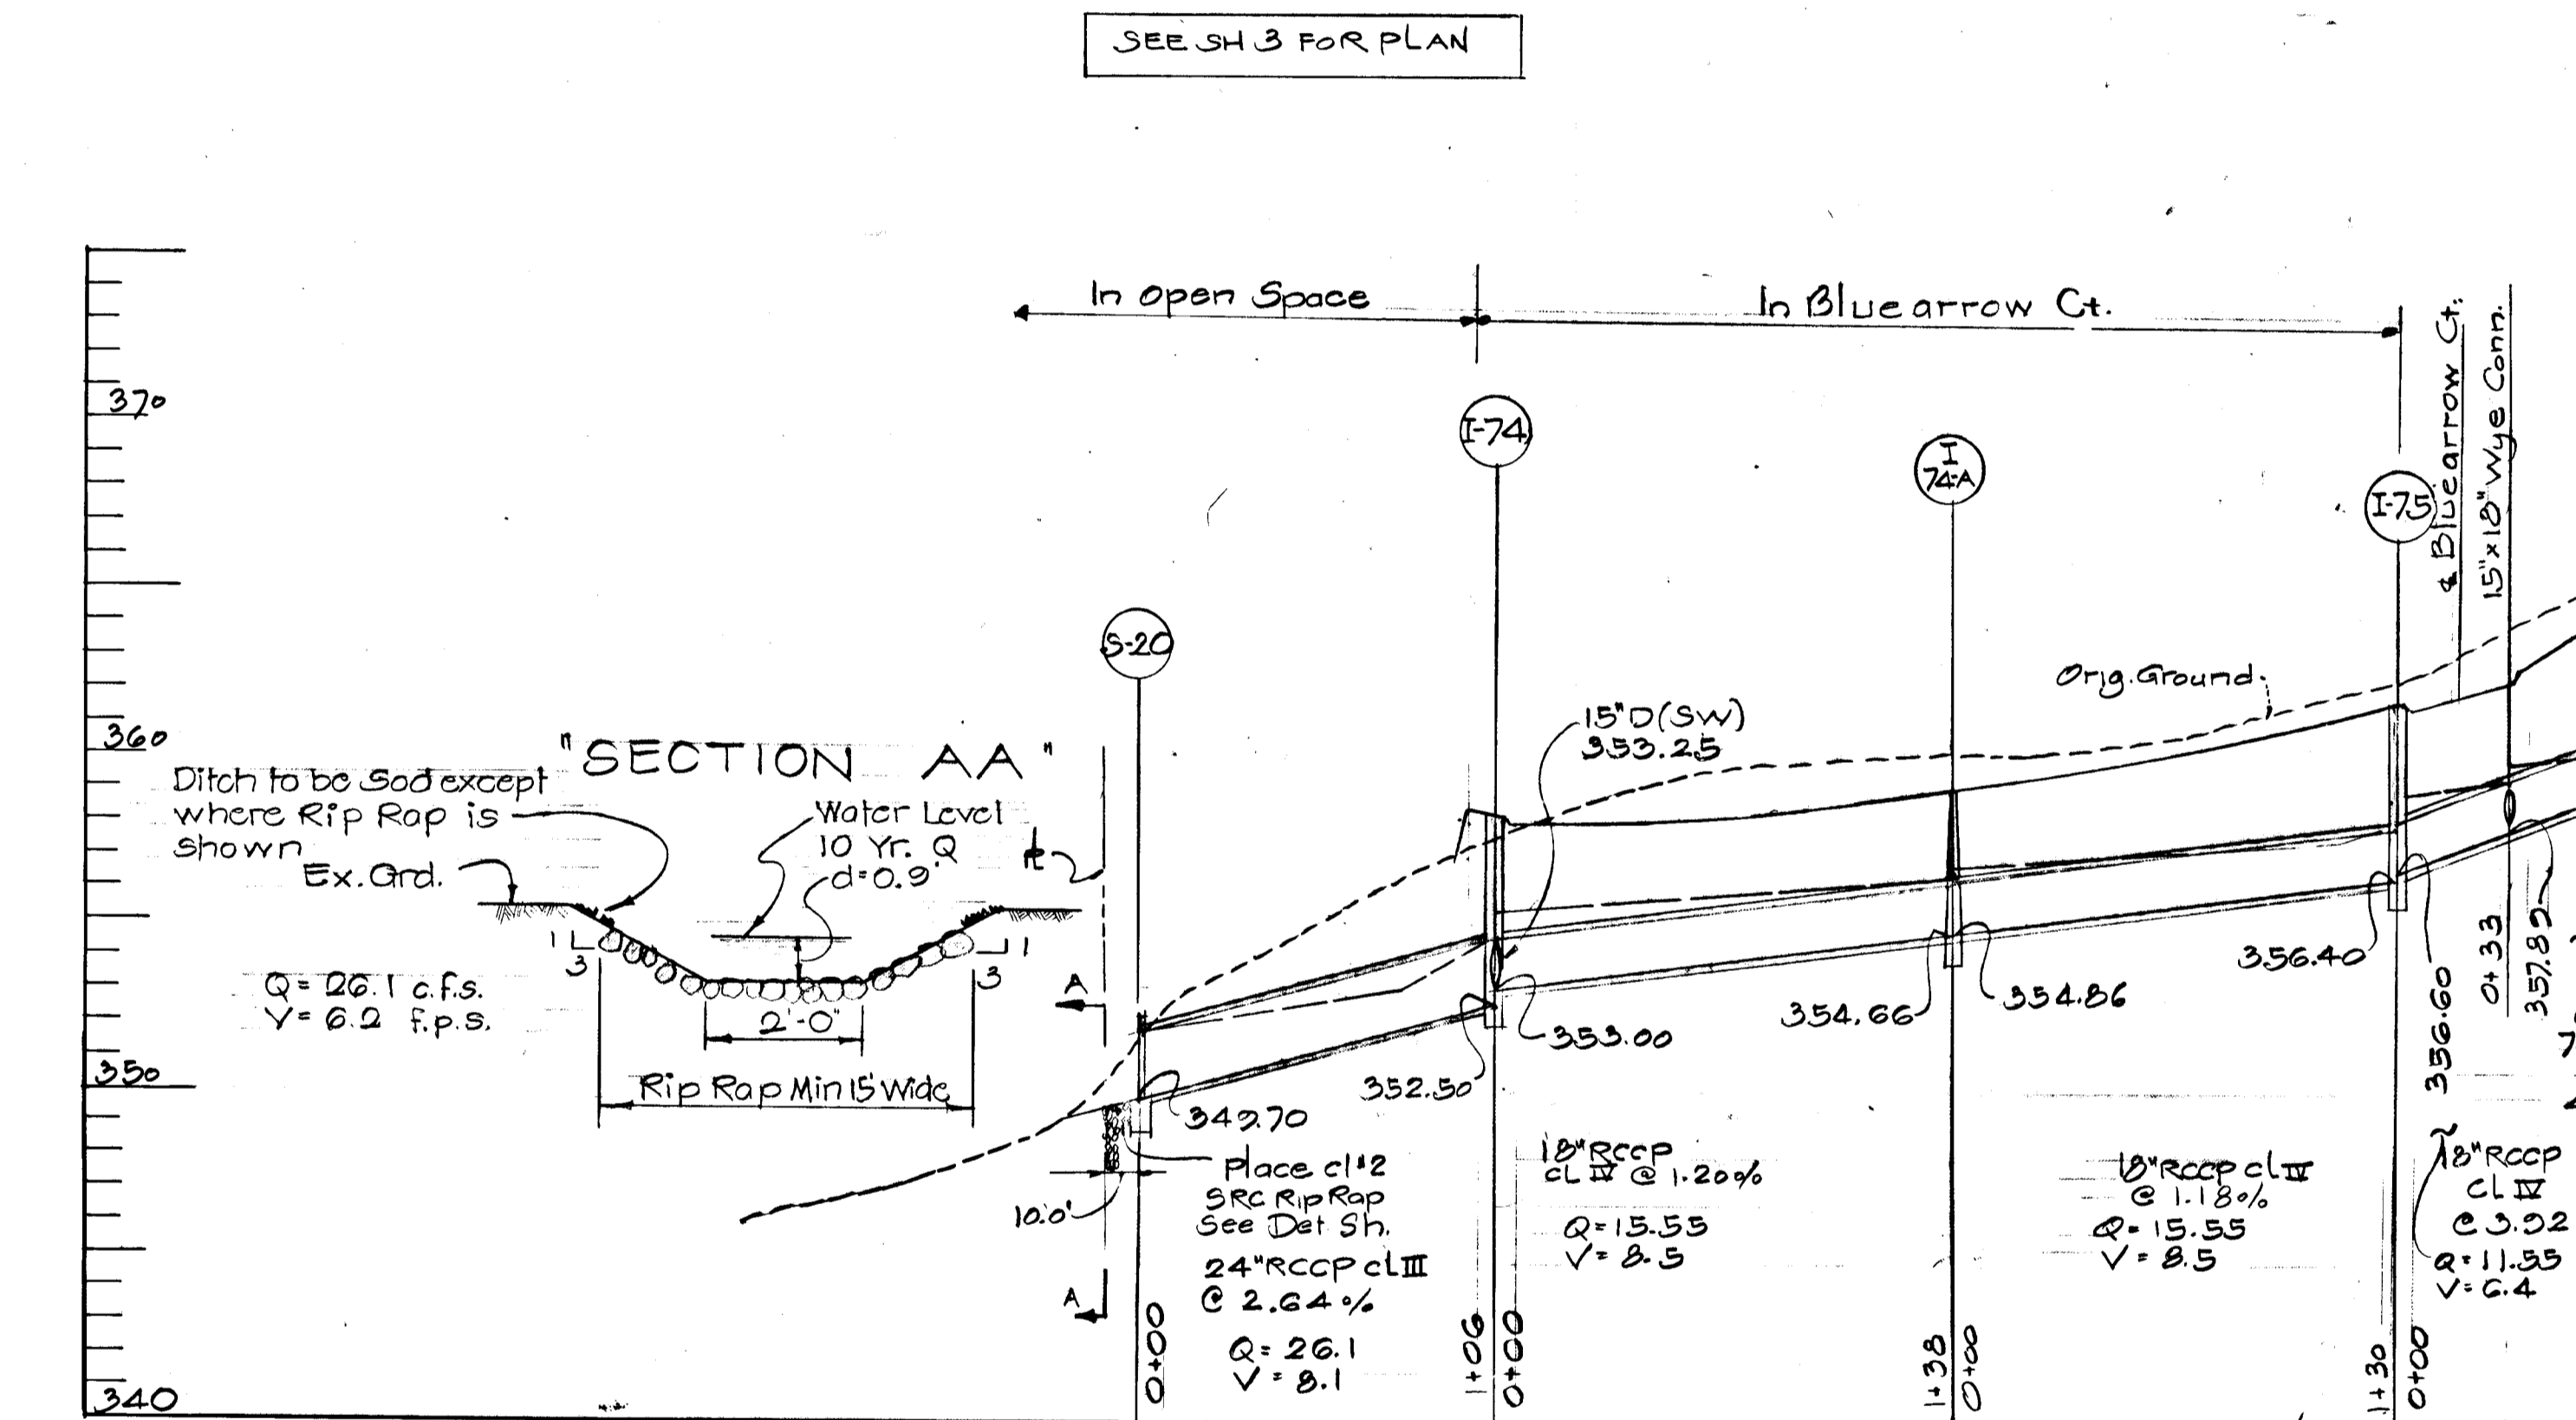 SEE SH 3 FOR PLAN
In Open Space
In Bluearrow Ct.
370
360
350
340
S-20
I-74
I
74-A
I-75
℄ Bluearrow Ct.
15"x18" Wye Conn.
Orig. Ground
15"D(SW)
353.25
"SECTION AA"
Ditch to be Sod except
where Rip Rap is
shown
Ex. Grd.
Water Level
10 Yr. Q
d=0.9'
1
3
1
3
Q= 26.1 c.f.s.
V= 6.2 f.p.s.
2'-0"
Rip Rap Min 15' Wide
A
A
349.70
352.50
353.00
354.66
354.86
356.40
356.60
0+33
357.82
10.0'
Place cl#2
SRC Rip Rap
See Det. Sh.
24"RCCP CL III
@ 2.64%
Q= 26.1
V= 8.1
18"RCCP
CL IV @ 1.20%
Q=15.55
V= 8.5
18"RCCP CL IV
@ 1.18%
Q= 15.55
V= 8.5
18"RCCP
CL IV
@ 3.92
Q=11.55
V=6.4
0+00
1+06
0+00
1+38
0+00
1+30
0+00